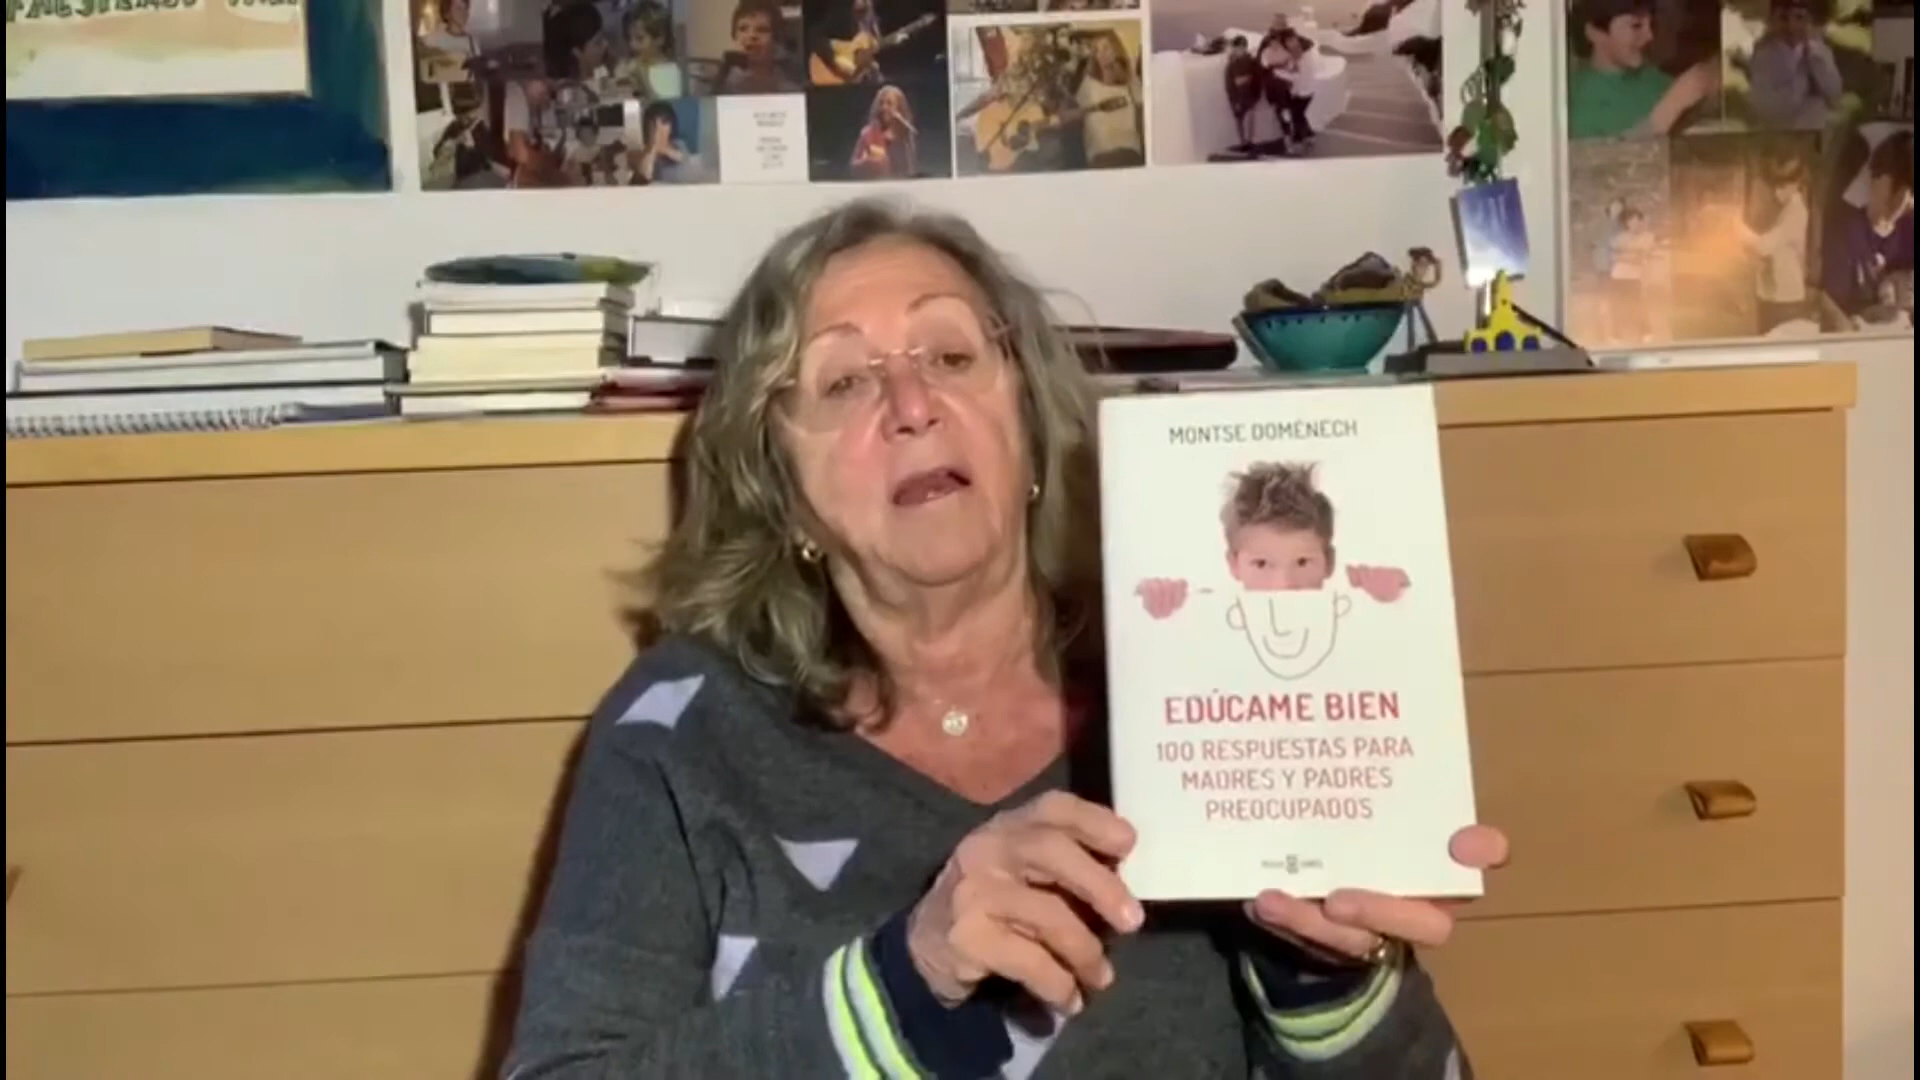 MONTSE DOMÈNECH
EDÚCAME BIEN
100 RESPUESTAS PARA
MADRES Y PADRES
PREOCUPADOS